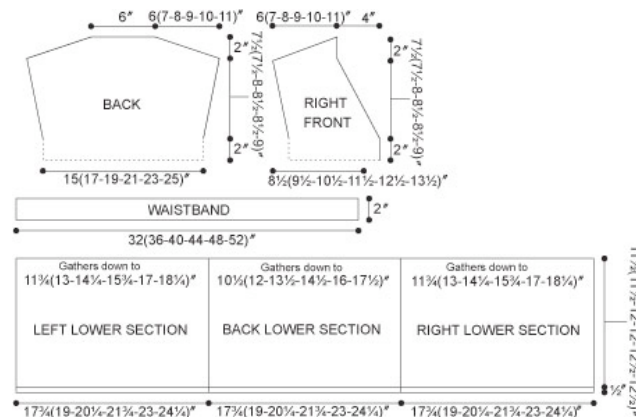 6″ 6(7-8-9-10-11)″
2″
7½(7½-8-8½-8½-9)″
BACK
2″
15(17-19-21-23-25)″
6(7-8-9-10-11)″ 4″
2″
7½(7½-8-8½-8½-9)″
RIGHT
FRONT
2″
8½(9½-10½-11½-12½-13½)″
WAISTBAND
2″
32(36-40-44-48-52)″
Gathers down to
11¾(13-14¼-15¾-17-18¼)″
LEFT LOWER SECTION
Gathers down to
10½(12-13½-14½-16-17½)″
BACK LOWER SECTION
Gathers down to
11¾(13-14¼-15¾-17-18¼)″
RIGHT LOWER SECTION
½″
17¾(19-20¼-21¾-23-24¼)″
17¾(19-20¼-21¾-23-24¼)″
17¾(19-20¼-21¾-23-24¼)″